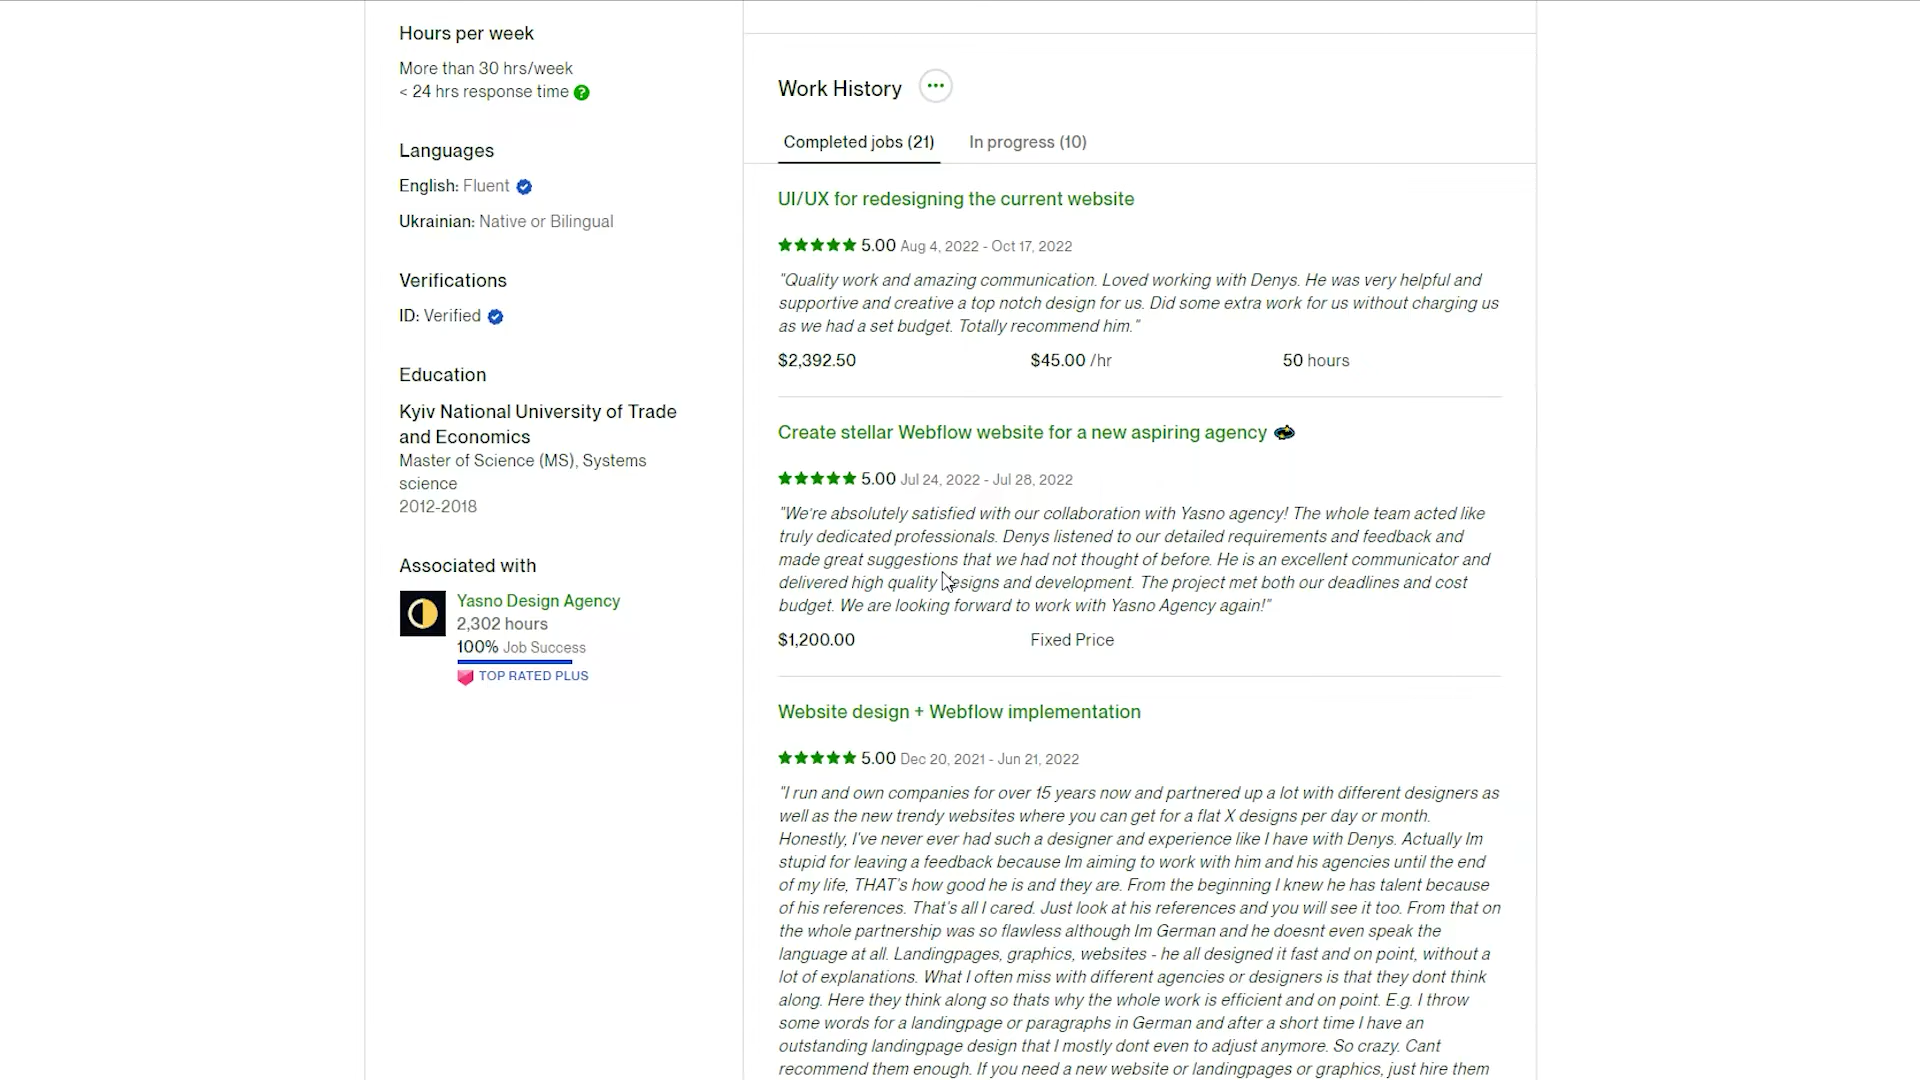 Hours per week
More than 30 hrs/week
< 24 hrs response time ?
Languages
English: Fluent
Ukrainian: Native or Bilingual
Verifications
ID: Verified
Education
Kyiv National University of Trade
and Economics
Master of Science (MS), Systems
science
2012-2018
Associated with
Yasno Design Agency
2,302 hours
100% Job Success
TOP RATED PLUS
Work History
Completed jobs (21) In progress (10)
UI/UX for redesigning the current website
5.00 Aug 4, 2022 - Oct 17, 2022
"Quality work and amazing communication. Loved working with Denys. He was very helpful and
supportive and creative a top notch design for us. Did some extra work for us without charging us
as we had a set budget. Totally recommend him."
$2,392.50 $45.00 /hr 50 hours
Create stellar Webflow website for a new aspiring agency
5.00 Jul 24, 2022 - Jul 28, 2022
"We're absolutely satisfied with our collaboration with Yasno agency! The whole team acted like
truly dedicated professionals. Denys listened to our detailed requirements and feedback and
made great suggestions that we had not thought of before. He is an excellent communicator and
delivered high quality designs and development. The project met both our deadlines and cost
budget. We are looking forward to work with Yasno Agency again!"
$1,200.00 Fixed Price
Website design + Webflow implementation
5.00 Dec 20, 2021 - Jun 21, 2022
"I run and own companies for over 15 years now and partnered up a lot with different designers as
well as the new trendy websites where you can get for a flat X designs per day or month.
Honestly, I've never ever had such a designer and experience like I have with Denys. Actually Im
stupid for leaving a feedback because Im aiming to work with him and his agencies until the end
of my life, THAT's how good he is and they are. From the beginning I knew he has talent because
of his references. That's all I cared. Just look at his references and you will see it too. From that on
the whole partnership was so flawless although Im German and he doesnt even speak the
language at all. Landingpages, graphics, websites - he all designed it fast and on point, without a
lot of explanations. What I often miss with different agencies or designers is that they dont think
along. Here they think along so thats why the whole work is efficient and on point. E.g. I throw
some words for a landingpage or paragraphs in German and after a short time I have an
outstanding landingpage design that I mostly dont even to adjust anymore. So crazy. Cant
recommend them enough. If you need a new website or landingpages or graphics, just hire them